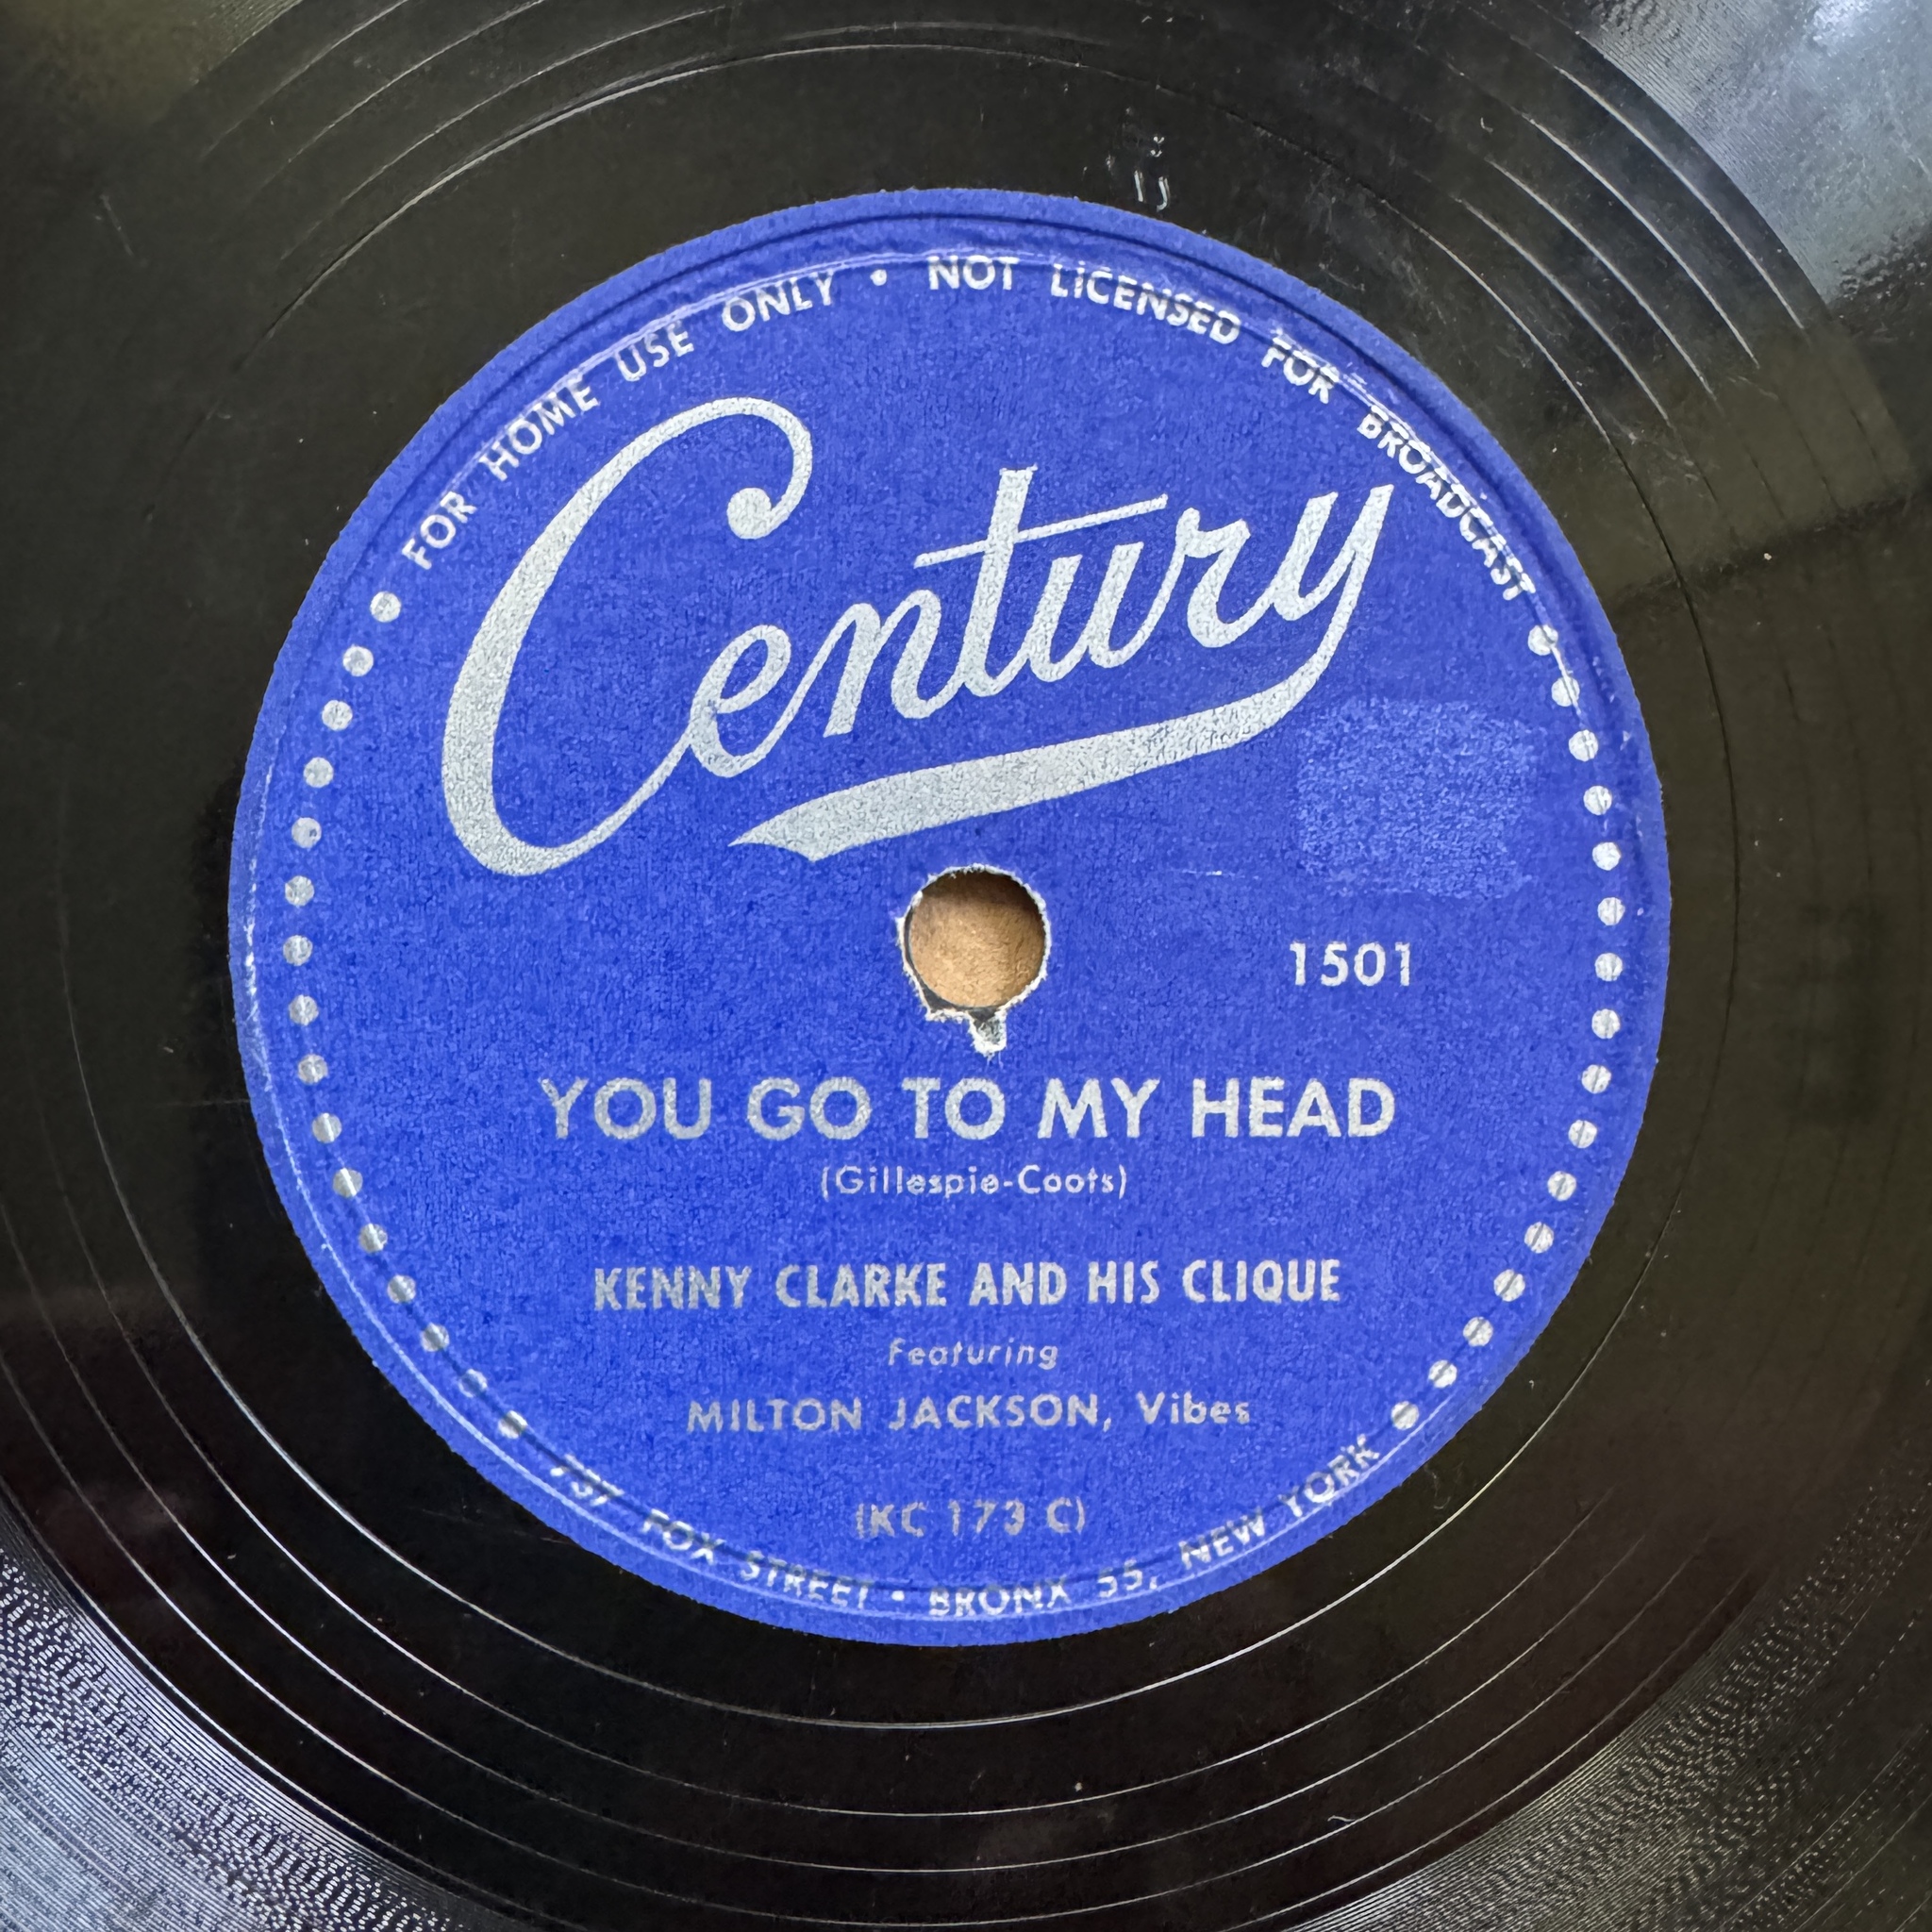 FOR HOME USE ONLY • NOT LICENSED FOR BROADCAST
Century
1501
YOU GO TO MY HEAD
(Gillespie-Coots)
KENNY CLARKE AND HIS CLIQUE
Featuring
MILTON JACKSON, Vibes
(KC 173 C)
737 FOX STREET • BRONX 55, NEW YORK